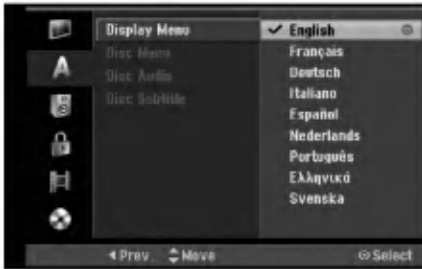 A
Display Menu
Disc Menu
Disc Audio
Disc Subtitle
English
Français
Deutsch
Italiano
Español
Nederlands
Português
Ελληνικά
Svenska
Prev.
Move
Select